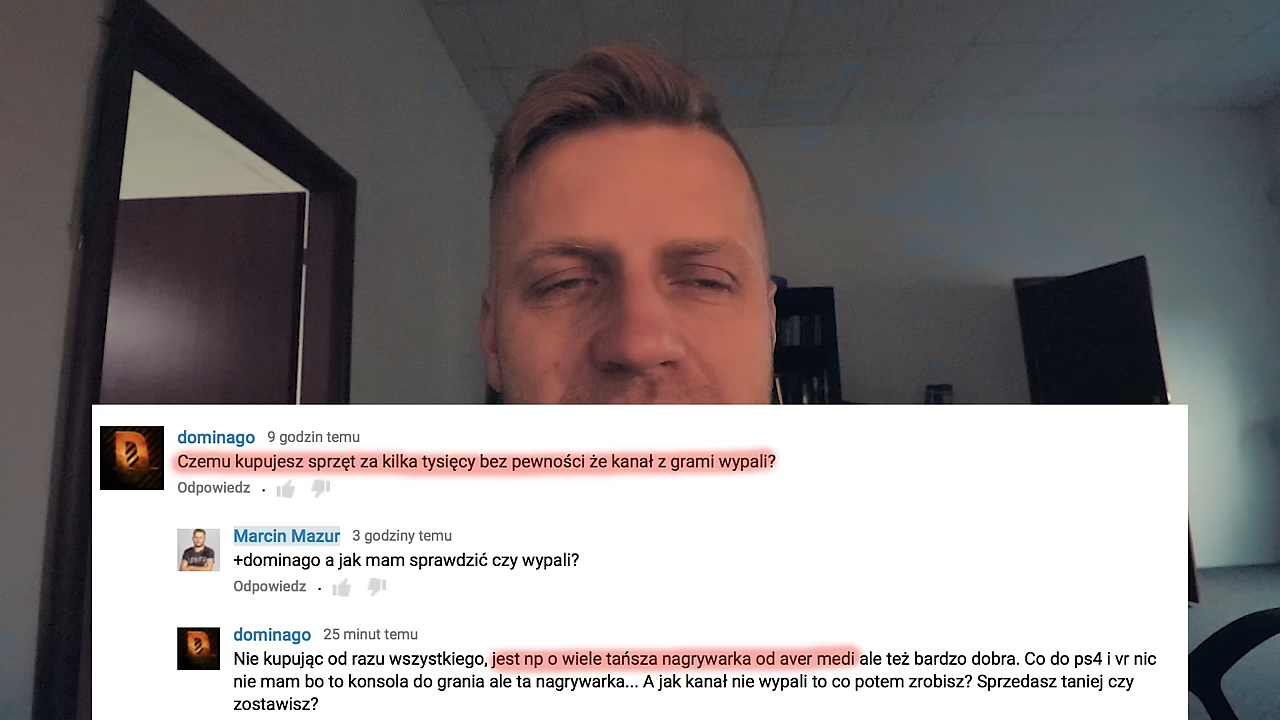 dominago 9 godzin temu
Czemu kupujesz sprzęt za kilka tysięcy bez pewności że kanał z grami wypali?
Odpowiedz .
Marcin Mazur 3 godziny temu
+dominago a jak mam sprawdzić czy wypali?
Odpowiedz .
dominago 25 minut temu
Nie kupując od razu wszystkiego, jest np o wiele tańsza nagrywarka od aver medi ale też bardzo dobra. Co do ps4 i vr nic
nie mam bo to konsola do grania ale ta nagrywarka... A jak kanał nie wypali to co potem zrobisz? Sprzedasz taniej czy
zostawisz?